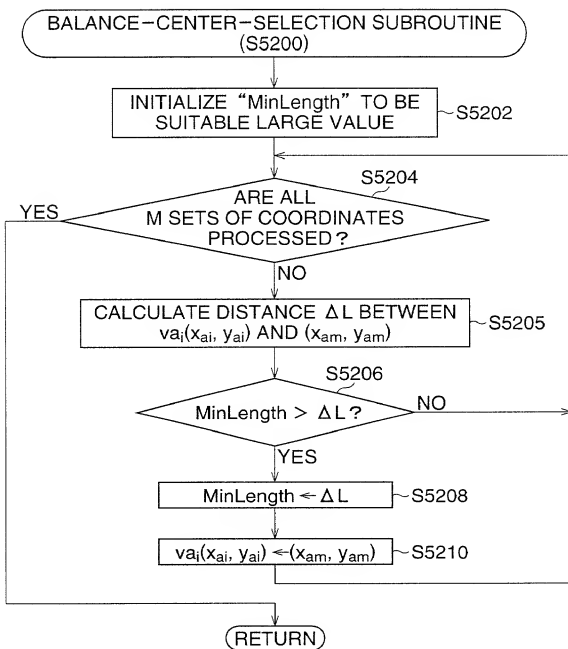 BALANCE-CENTER-SELECTION SUBROUTINE
(S5200)
INITIALIZE “MinLength” TO BE
SUITABLE LARGE VALUE
S5202
S5204
ARE ALL
M SETS OF COORDINATES
PROCESSED?
YES
NO
CALCULATE DISTANCE ΔL BETWEEN
vai(xai, yai) AND (xam, yam)
S5205
S5206
MinLength > ΔL?
NO
YES
MinLength ← ΔL
S5208
vai(xai, yai) ← (xam, yam)
S5210
RETURN